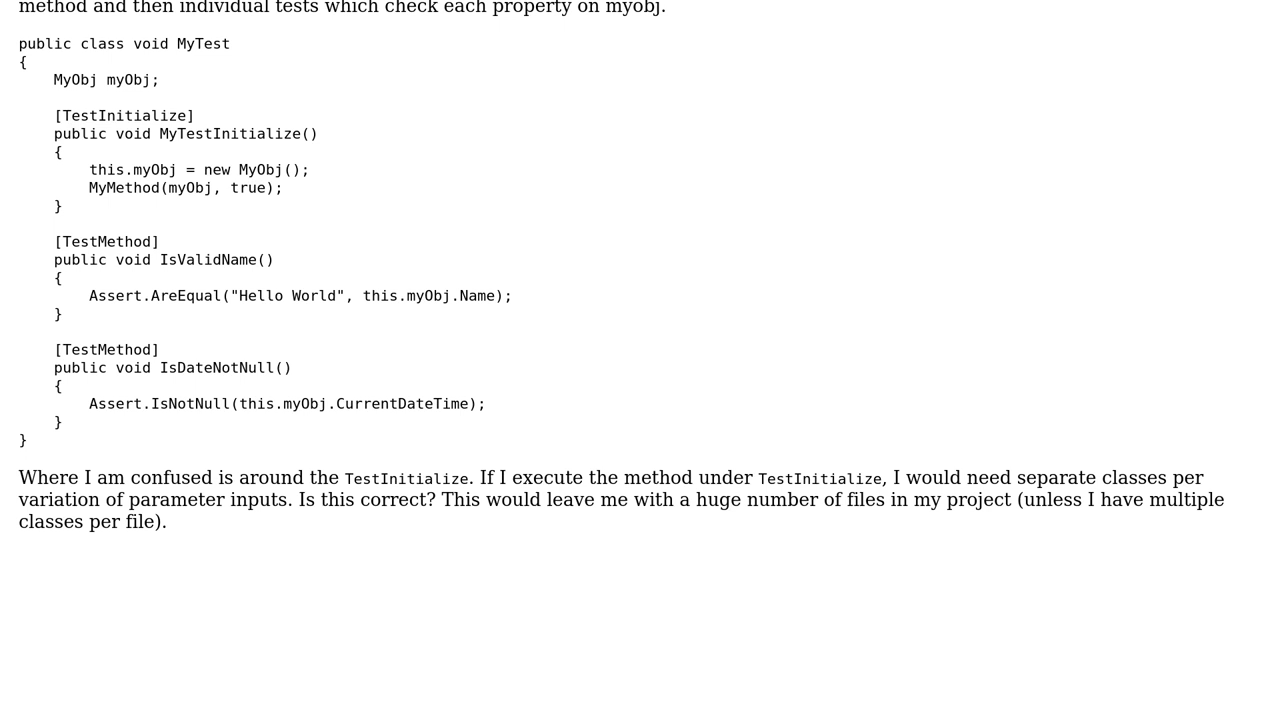 method and then individual tests which check each property on myobj.
public class void MyTest
{
    MyObj myObj;
    [TestInitialize]
    public void MyTestInitialize()
    {
        this.myObj = new MyObj();
        MyMethod(myObj, true);
    }
    [TestMethod]
    public void IsValidName()
    {
        Assert.AreEqual("Hello World", this.myObj.Name);
    }
    [TestMethod]
    public void IsDateNotNull()
    {
        Assert.IsNotNull(this.myObj.CurrentDateTime);
    }
}
Where I am confused is around the TestInitialize. If I execute the method under TestInitialize, I would need separate classes per
variation of parameter inputs. Is this correct? This would leave me with a huge number of files in my project (unless I have multiple
classes per file).